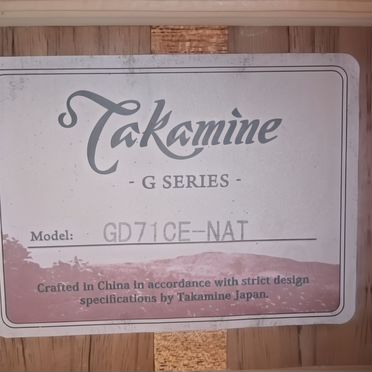 Takamine
- G SERIES -
Model: GD71CE-NAT
Crafted in China in accordance with strict design
specifications by Takamine Japan.